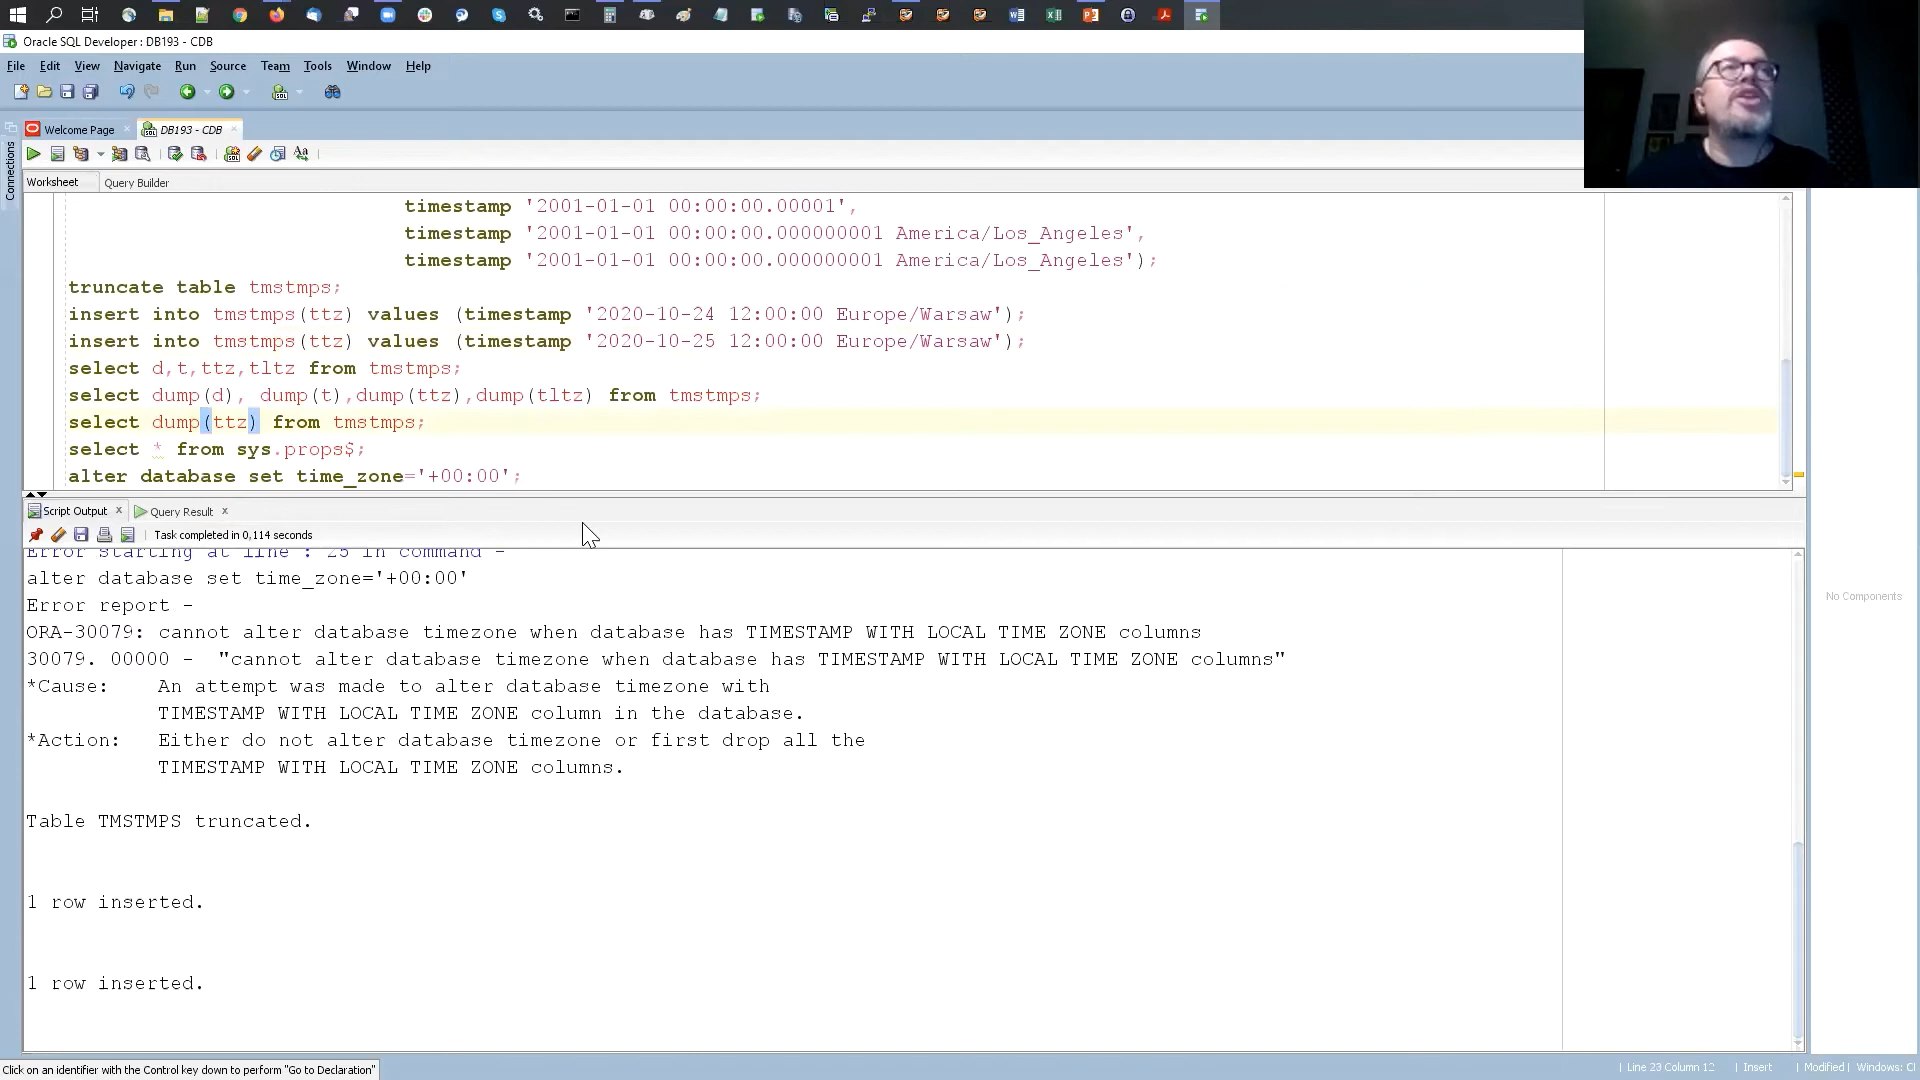 Oracle SQL Developer : DB193 - CDB
File Edit View Navigate Run Source Team Tools Window Help
Welcome Page
DB193 - CDB
Connections
Worksheet Query Builder
timestamp '2001-01-01 00:00:00.00001',
timestamp '2001-01-01 00:00:00.000000001 America/Los_Angeles',
timestamp '2001-01-01 00:00:00.000000001 America/Los_Angeles');
truncate table tmstmps;
insert into tmstmps(ttz) values (timestamp '2020-10-24 12:00:00 Europe/Warsaw');
insert into tmstmps(ttz) values (timestamp '2020-10-25 12:00:00 Europe/Warsaw');
select d,t,ttz,tltz from tmstmps;
select dump(d), dump(t),dump(ttz),dump(tltz) from tmstmps;
select dump(ttz) from tmstmps;
select * from sys.props$;
alter database set time_zone='+00:00';
Script Output x Query Result x
Task completed in 0,114 seconds
Error starting at line : 25 in command -
alter database set time_zone='+00:00'
Error report -
ORA-30079: cannot alter database timezone when database has TIMESTAMP WITH LOCAL TIME ZONE columns
30079. 00000 - "cannot alter database timezone when database has TIMESTAMP WITH LOCAL TIME ZONE columns"
*Cause: An attempt was made to alter database timezone with
TIMESTAMP WITH LOCAL TIME ZONE column in the database.
*Action: Either do not alter database timezone or first drop all the
TIMESTAMP WITH LOCAL TIME ZONE columns.
Table TMSTMPS truncated.
1 row inserted.
1 row inserted.
No Components
Click on an identifier with the Control key down to perform "Go to Declaration"
Line 23 Column 12 Insert Modified Windows: Cl